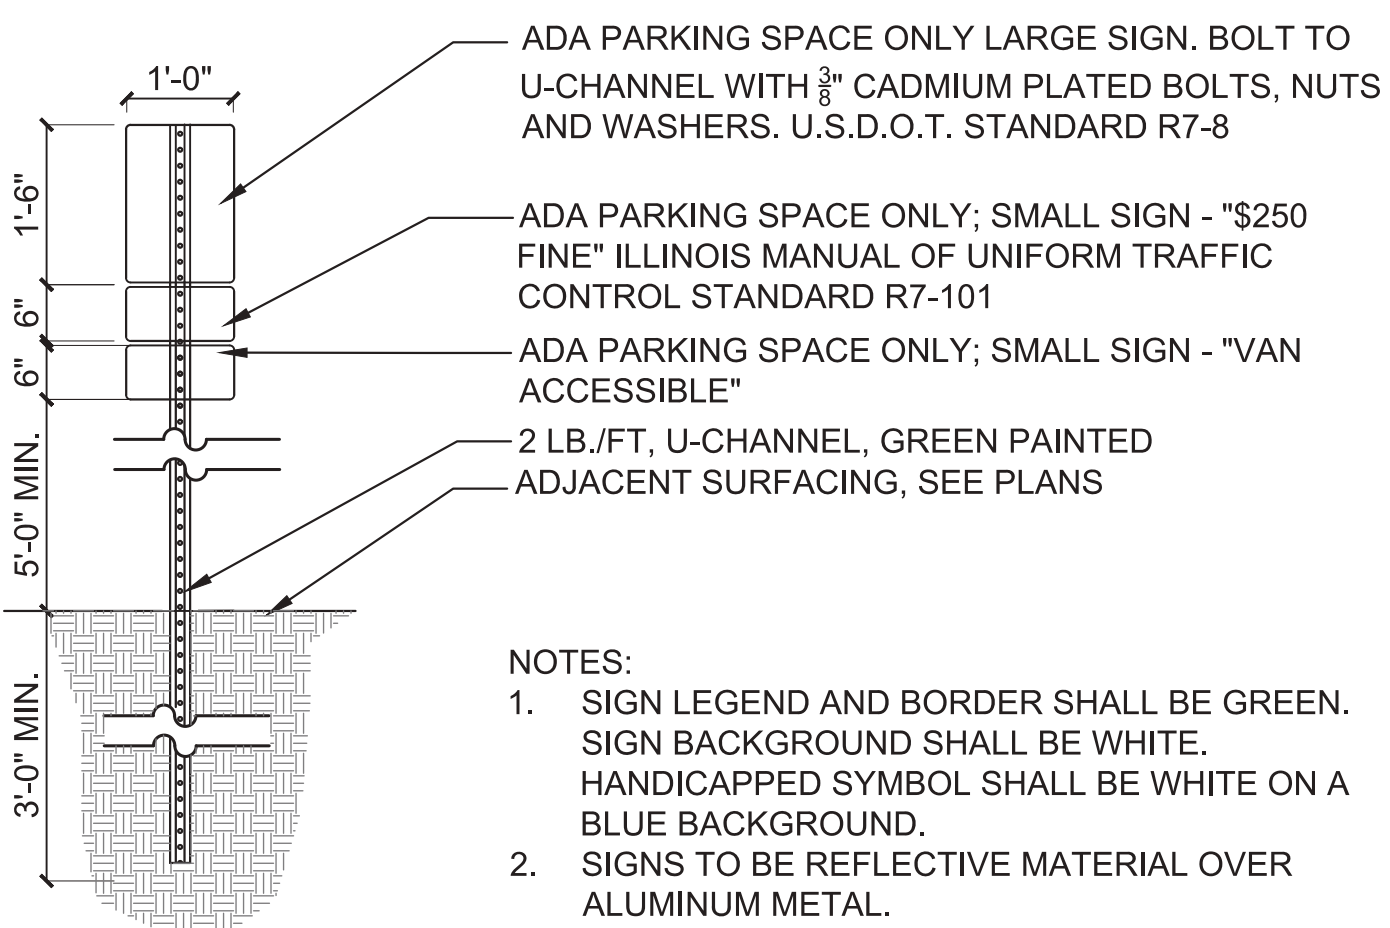 ADA PARKING SPACE ONLY LARGE SIGN. BOLT TO
U-CHANNEL WITH 3/8" CADMIUM PLATED BOLTS, NUTS
AND WASHERS. U.S.D.O.T. STANDARD R7-8
1'-0"
1'-6"
ADA PARKING SPACE ONLY; SMALL SIGN - "$250
FINE" ILLINOIS MANUAL OF UNIFORM TRAFFIC
CONTROL STANDARD R7-101
6"
ADA PARKING SPACE ONLY; SMALL SIGN - "VAN
ACCESSIBLE"
6"
2 LB./FT, U-CHANNEL, GREEN PAINTED
ADJACENT SURFACING, SEE PLANS
5'-0" MIN.
3'-0" MIN.
NOTES:
1. SIGN LEGEND AND BORDER SHALL BE GREEN.
SIGN BACKGROUND SHALL BE WHITE.
HANDICAPPED SYMBOL SHALL BE WHITE ON A
BLUE BACKGROUND.
2. SIGNS TO BE REFLECTIVE MATERIAL OVER
ALUMINUM METAL.